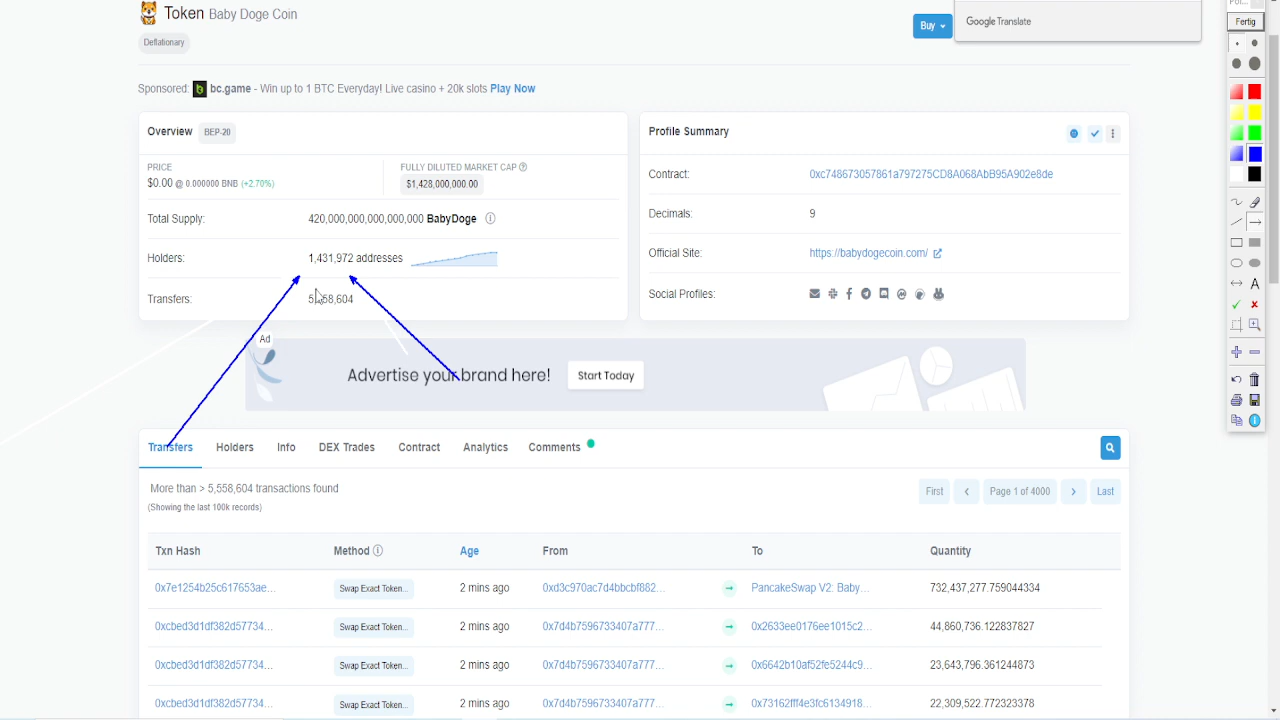 Por...
Token Baby Doge Coin
Buy
Google Translate
Fertig
Deflationary
Sponsored: bc.game - Win up to 1 BTC Everyday! Live casino + 20k slots Play Now
Overview BEP-20
PRICE
$0.00 @ 0.000000 BNB (+2.70%)
FULLY DILUTED MARKET CAP
$1,428,000,000.00
Total Supply: 420,000,000,000,000,000 BabyDoge
Holders: 1,431,972 addresses
Transfers: 5,558,604
Profile Summary
Contract: 0xc748673057861a797275CD8A068AbB95A902e8de
Decimals: 9
Official Site: https://babydogecoin.com/
Social Profiles:
A
Ad
Advertise your brand here! Start Today
Transfers Holders Info DEX Trades Contract Analytics Comments
More than > 5,558,604 transactions found
(Showing the last 100k records)
First Page 1 of 4000 Last
Txn Hash Method Age From To Quantity
0x7e1254b25c617653ae... Swap Exact Token... 2 mins ago 0xd3c970ac7d4bbcbf882... PancakeSwap V2: Baby... 732,437,277.759044334
0xcbed3d1df382d57734... Swap Exact Token... 2 mins ago 0x7d4b7596733407a777... 0x2633ee0176ee1015c2... 44,860,736.122837827
0xcbed3d1df382d57734... Swap Exact Token... 2 mins ago 0x7d4b7596733407a777... 0x6642b10af52fe5244c9... 23,643,796.361244873
0xcbed3d1df382d57734... Swap Exact Token... 2 mins ago 0x7d4b7596733407a777... 0x73162fff4e3fc6134918... 22,309,522.772323378